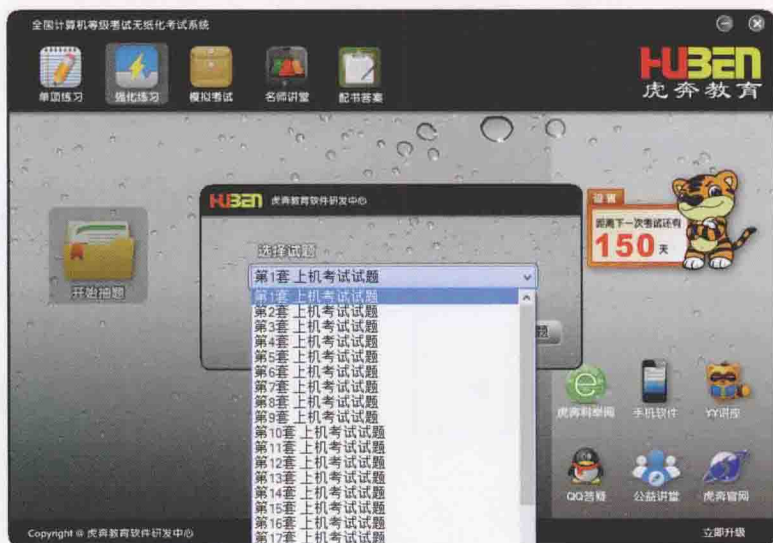 全国计算机等级考试无纸化考试系统
单项练习 强化练习 模拟考试 名师讲堂 配书答案
HUBEN
虎奔教育
HUBEN 虎奔教育软件研发中心
设置
距离下一次考试还有
150 天
开始抽题
选择试题
第1套 上机考试试题
第1套 上机考试试题
第2套 上机考试试题
第3套 上机考试试题
第4套 上机考试试题
第5套 上机考试试题
第6套 上机考试试题
第7套 上机考试试题
第8套 上机考试试题
第9套 上机考试试题
第10套 上机考试试题
第11套 上机考试试题
第12套 上机考试试题
第13套 上机考试试题
第14套 上机考试试题
第15套 上机考试试题
第16套 上机考试试题
第17套 上机考试试题
题
虎奔科举网 手机软件 YY讲座
QQ答疑 公益讲堂 虎奔官网
Copyright @ 虎奔教育软件研发中心
立即升级